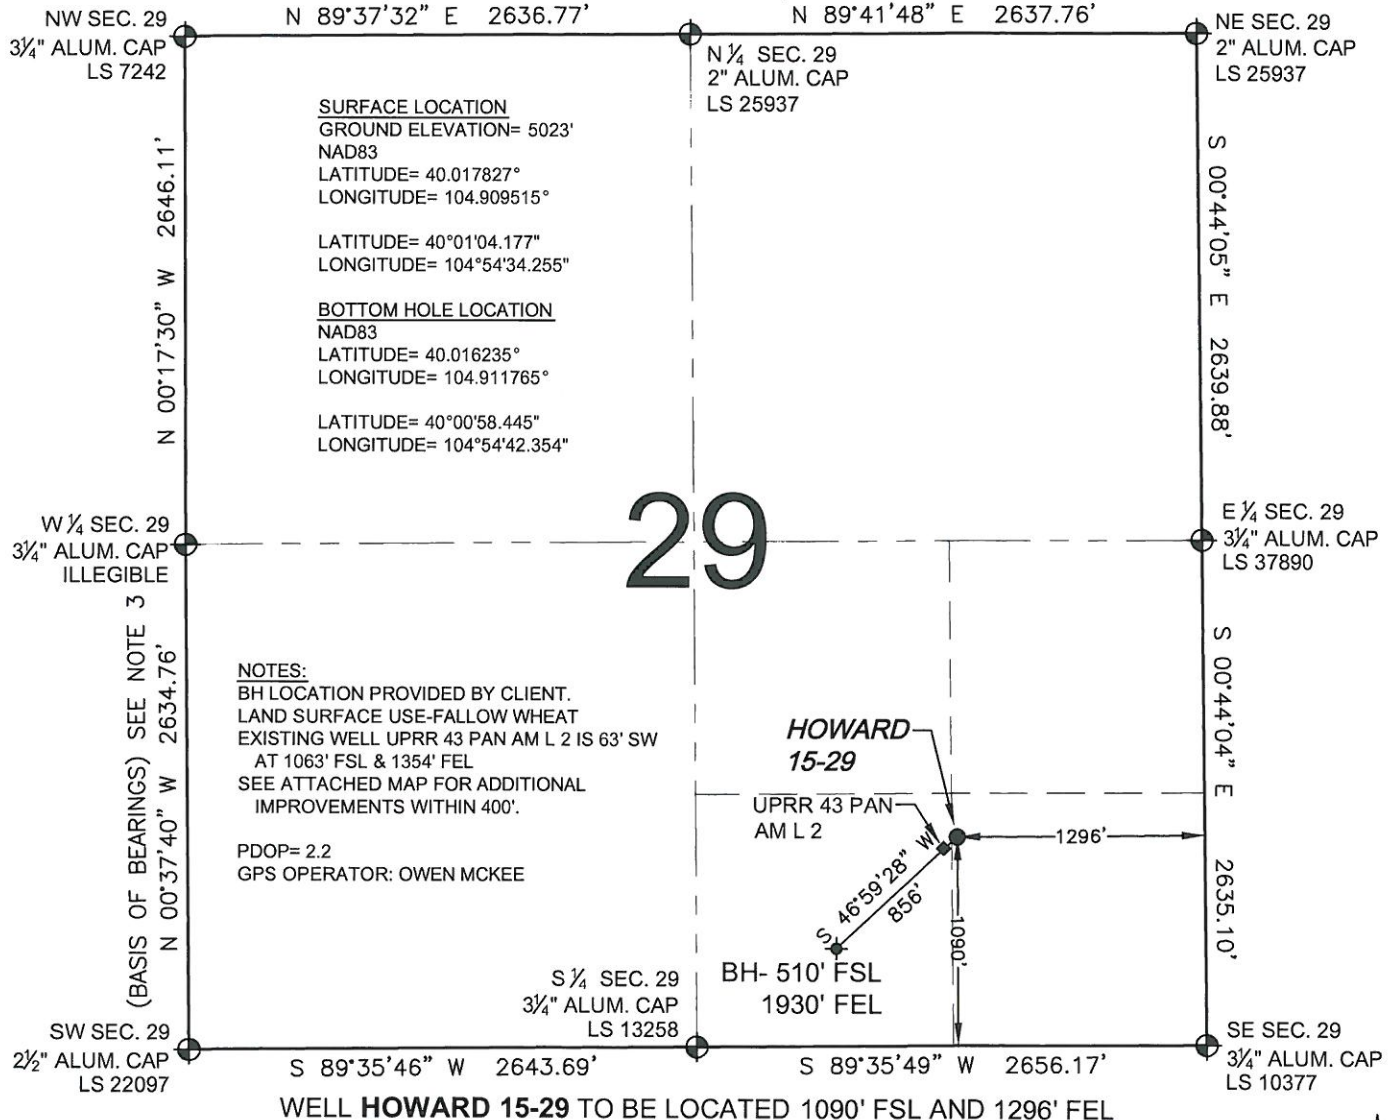 N 89°37'32" E 2636.77'
N 89°41'48" E 2637.76'
NW SEC. 29
3¼" ALUM. CAP
LS 7242
N ¼ SEC. 29
2" ALUM. CAP
LS 25937
NE SEC. 29
2" ALUM. CAP
LS 25937
SURFACE LOCATION
GROUND ELEVATION= 5023'
NAD83
LATITUDE= 40.017827°
LONGITUDE= 104.909515°
LATITUDE= 40°01'04.177"
LONGITUDE= 104°54'34.255"
BOTTOM HOLE LOCATION
NAD83
LATITUDE= 40.016235°
LONGITUDE= 104.911765°
LATITUDE= 40°00'58.445"
LONGITUDE= 104°54'42.354"
N 00°17'30" W 2646.11'
S 00°44'05" E 2639.88'
29
W ¼ SEC. 29
3¼" ALUM. CAP
ILLEGIBLE
E ¼ SEC. 29
3¼" ALUM. CAP
LS 37890
(BASIS OF BEARINGS) SEE NOTE 3
N 00°37'40" W 2634.76'
NOTES:
BH LOCATION PROVIDED BY CLIENT.
LAND SURFACE USE-FALLOW WHEAT
EXISTING WELL UPRR 43 PAN AM L 2 IS 63' SW
AT 1063' FSL & 1354' FEL
SEE ATTACHED MAP FOR ADDITIONAL
IMPROVEMENTS WITHIN 400'.
PDOP= 2.2
GPS OPERATOR: OWEN MCKEE
HOWARD
15-29
UPRR 43 PAN
AM L 2
1296'
S 46°59'28" W
856'
1090'
BH- 510' FSL
1930' FEL
S 00°44'04" E 2635.10'
S ¼ SEC. 29
3¼" ALUM. CAP
LS 13258
SW SEC. 29
2½" ALUM. CAP
LS 22097
SE SEC. 29
3¼" ALUM. CAP
LS 10377
S 89°35'46" W 2643.69'
S 89°35'49" W 2656.17'
WELL HOWARD 15-29 TO BE LOCATED 1090' FSL AND 1296' FEL